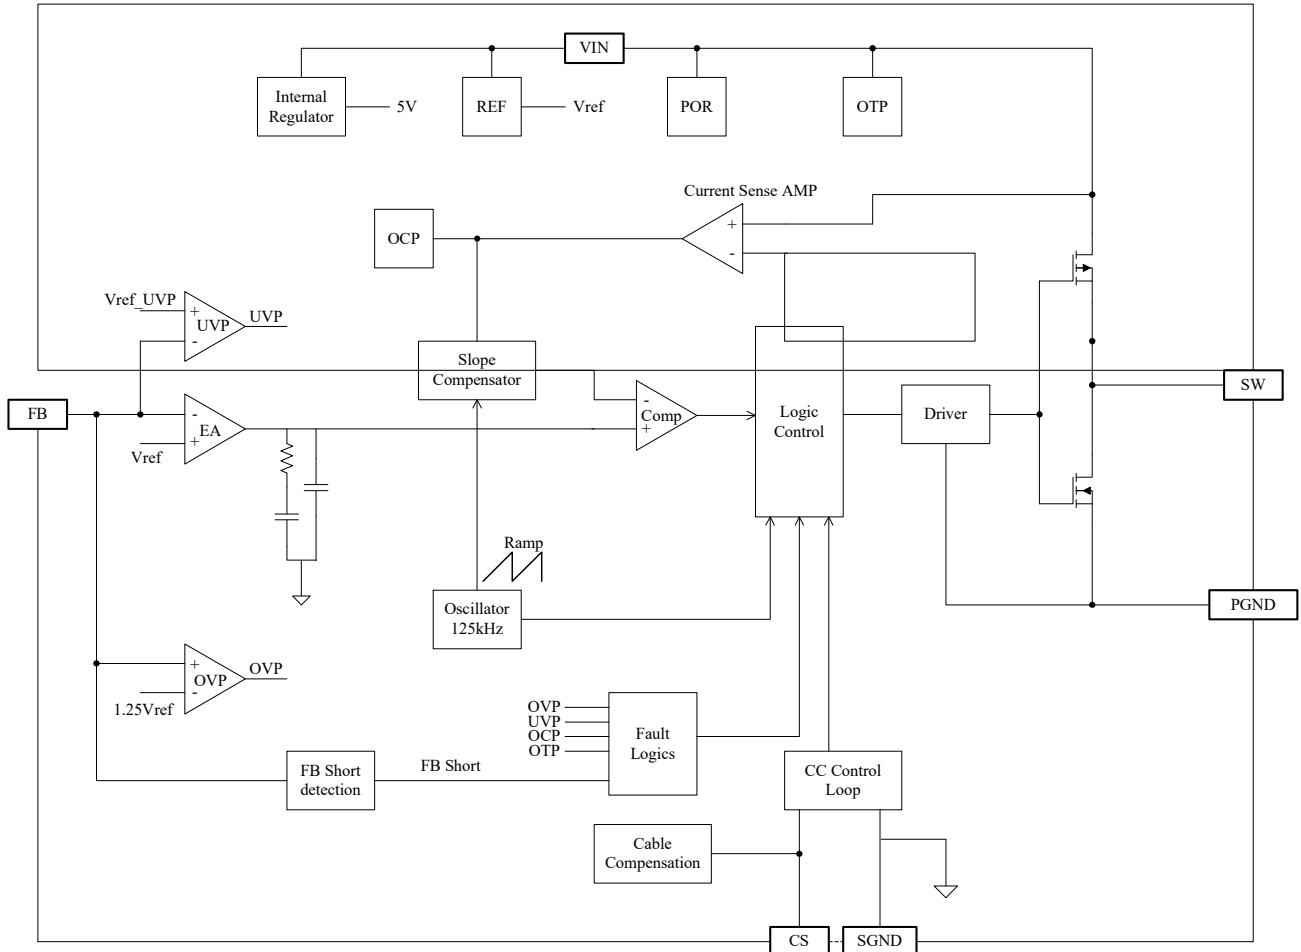 VIN
Internal
Regulator
5V
REF
Vref
POR
OTP
Current Sense AMP
+
-
OCP
Vref_UVP
+
UVP
-
UVP
Slope
Compensator
SW
FB
-
EA
+
Vref
-
Comp
+
Logic
Control
Driver
Ramp
Oscillator
125kHz
PGND
+
OVP
-
OVP
1.25Vref
OVP
UVP
OCP
OTP
Fault
Logics
FB Short
detection
FB Short
CC Control
Loop
Cable
Compensation
CS
SGND